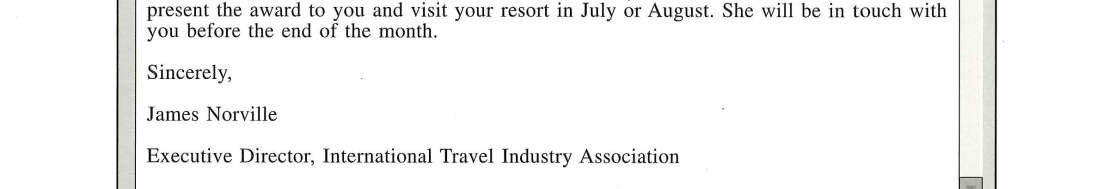 present the award to you and visit your resort in July or August. She will be in touch with
you before the end of the month.
Sincerely,
James Norville
Executive Director, International Travel Industry Association